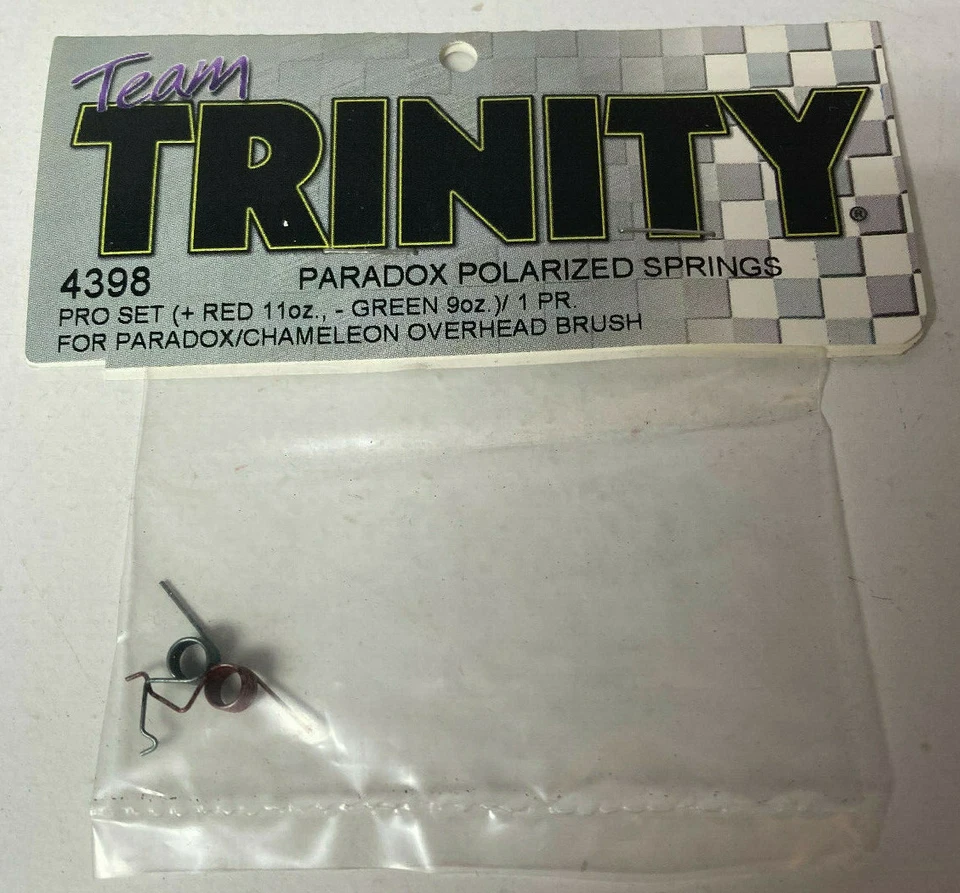 Team
TRINITY®
4398 PARADOX POLARIZED SPRINGS
PRO SET (+ RED 11oz., - GREEN 9oz.)/ 1 PR.
FOR PARADOX/CHAMELEON OVERHEAD BRUSH